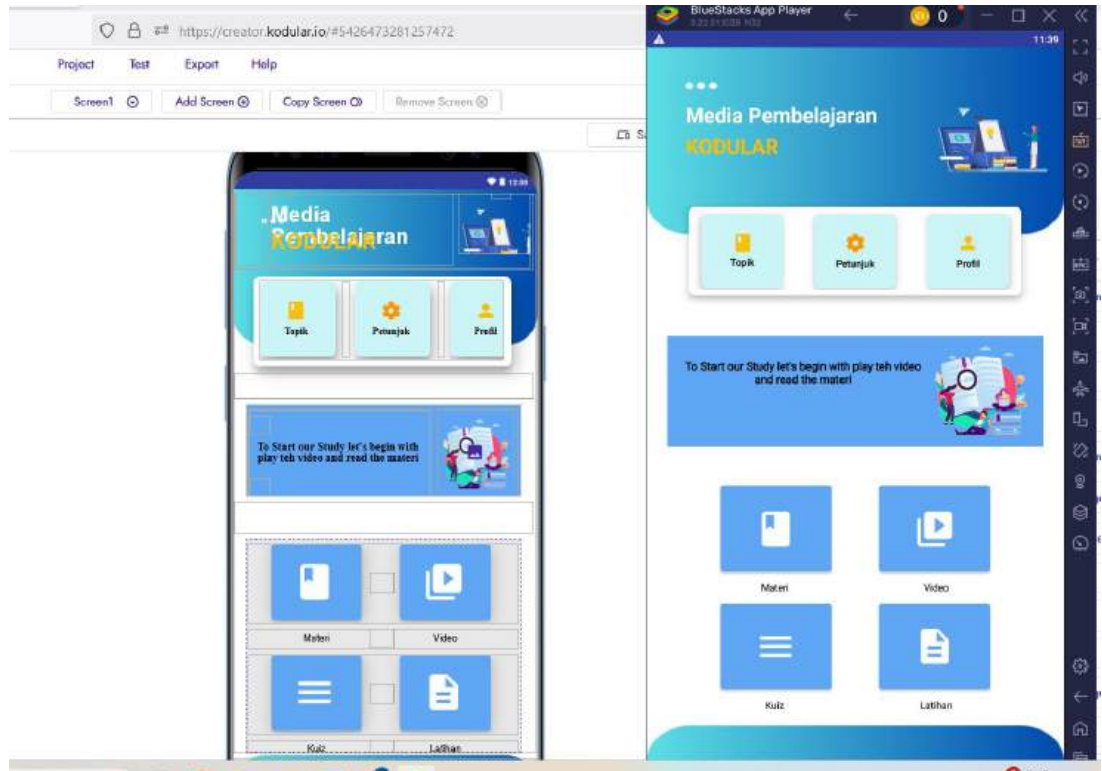 https://creator.kodular.io/#5426473281257472
Project Test Export Help
Screen1 Add Screen Copy Screen Remove Screen
Media
Pembelajaran
KODULAR
Topik Petunjuk Profil
To Start our Study let's begin with
play teh video and read the materi
Materi Video
Kuiz Latihan
BlueStacks App Player
0
11:39
Media Pembelajaran
KODULAR
Topik Petunjuk Profil
To Start our Study let's begin with play teh video
and read the materi
Materi Video
Kuiz Latihan